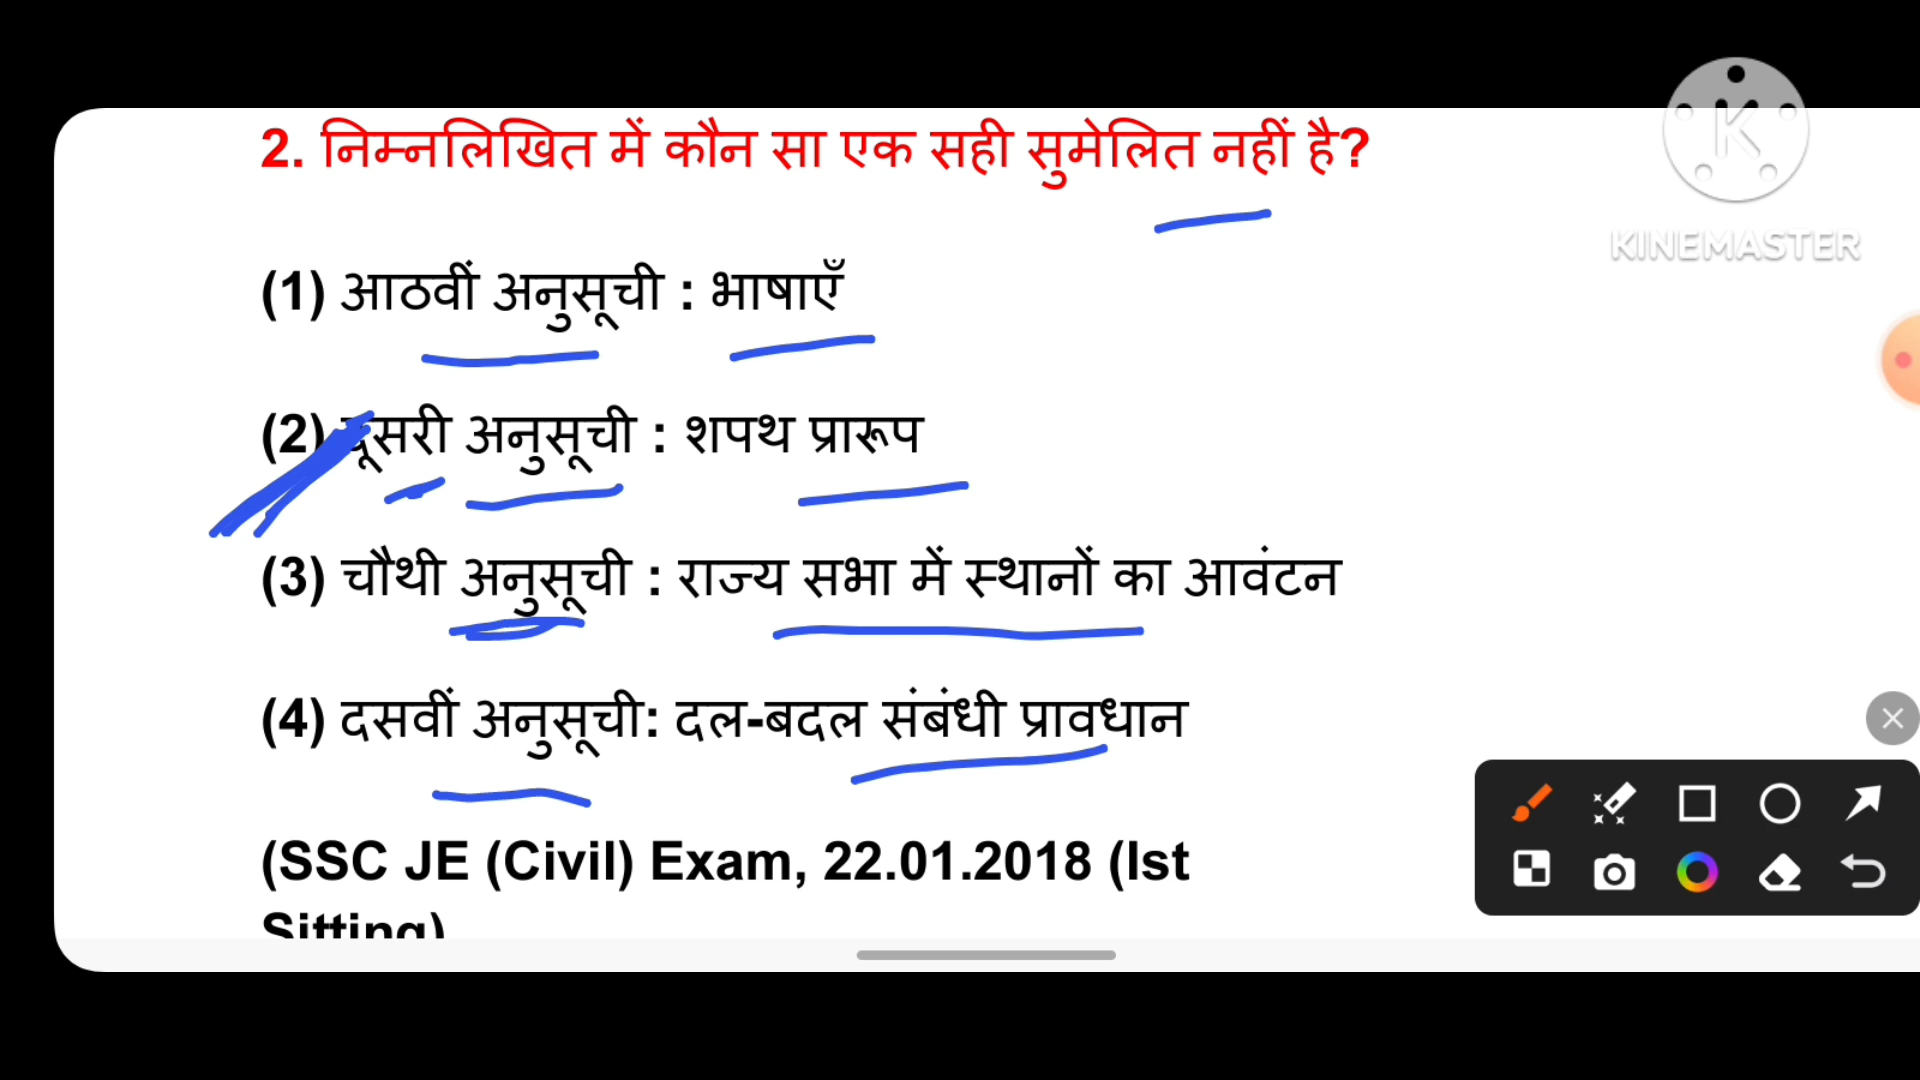 2. निम्नलिखित में कौन सा एक सही सुमेलित नहीं है?
K
KINEMASTER
(1) आठवीं अनुसूची : भाषाएँ
(2) दूसरी अनुसूची : शपथ प्रारूप
(3) चौथी अनुसूची : राज्य सभा में स्थानों का आवंटन
(4) दसवीं अनुसूची: दल-बदल संबंधी प्रावधान
(SSC JE (Civil) Exam, 22.01.2018 (Ist
Sitting)